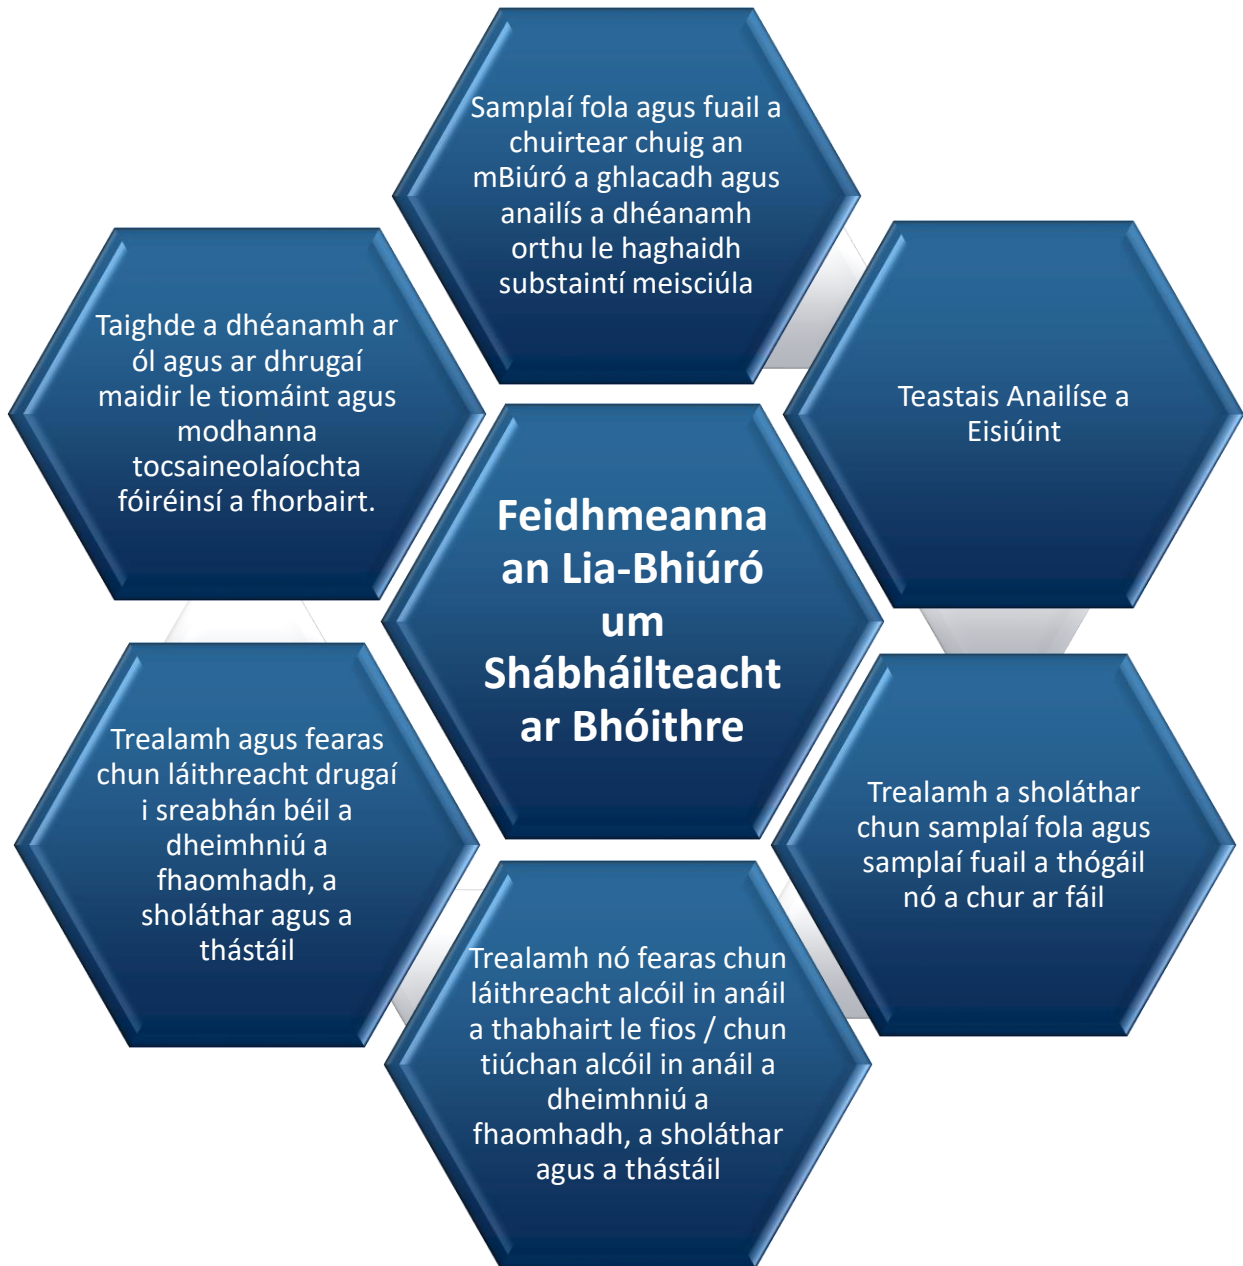 Samplaí fola agus fuail a
chuirtear chuig an
mBiúró a ghlacadh agus
anailís a dhéanamh
orthu le haghaidh
substaintí meisciúla
Teastais Anailíse a
Eisiúint
Trealamh a sholáthar
chun samplaí fola agus
samplaí fuail a thógáil
nó a chur ar fáil
Trealamh nó fearas chun
láithreacht alcóil in anáil
a thabhairt le fios / chun
tiúchan alcóil in anáil a
dheimhniú a
fhaomhadh, a sholáthar
agus a thástáil
Trealamh agus fearas
chun láithreacht drugaí
i sreabhán béil a
dheimhniú a
fhaomhadh, a
sholáthar agus a
thástáil
Taighde a dhéanamh ar
ól agus ar dhrugaí
maidir le tiomáint agus
modhanna
tocsaineolaíochta
fóiréinsí a fhorbairt.
Feidhmeanna
an Lia-Bhiúró
um
Shábháilteacht
ar Bhóithre